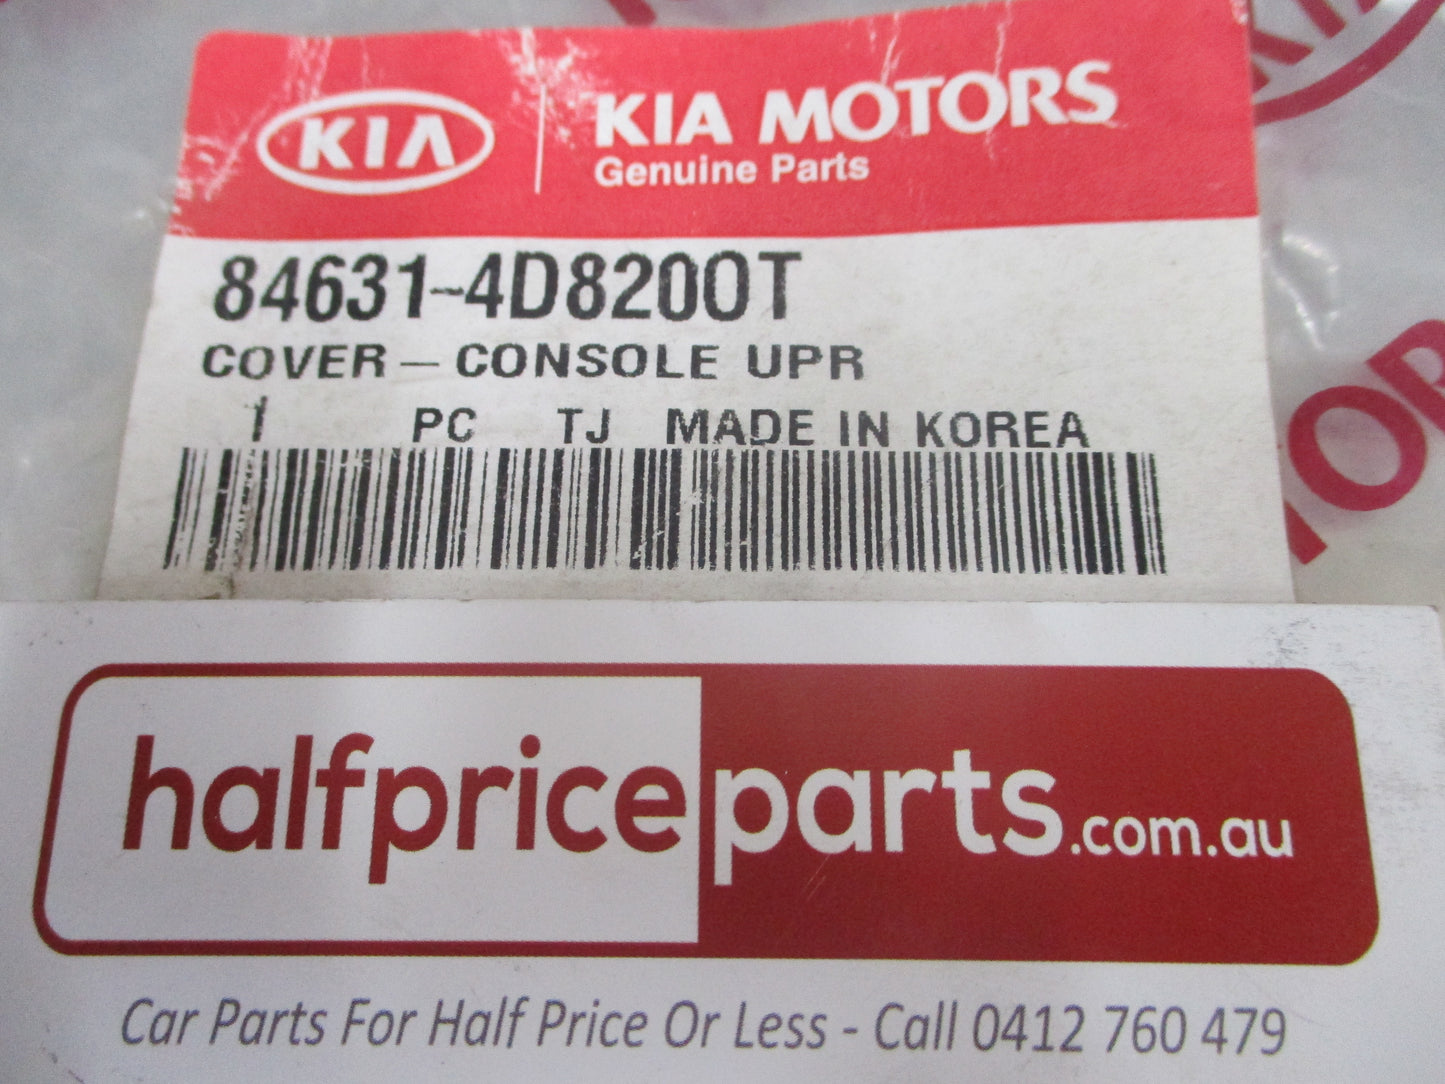 KIA
KIA MOTORS
Genuine Parts
84631-4D8200T
COVER - CONSOLE UPR
1 PC TJ MADE IN KOREA
halfpriceparts.com.au
Car Parts For Half Price Or Less - Call 0412 760 479